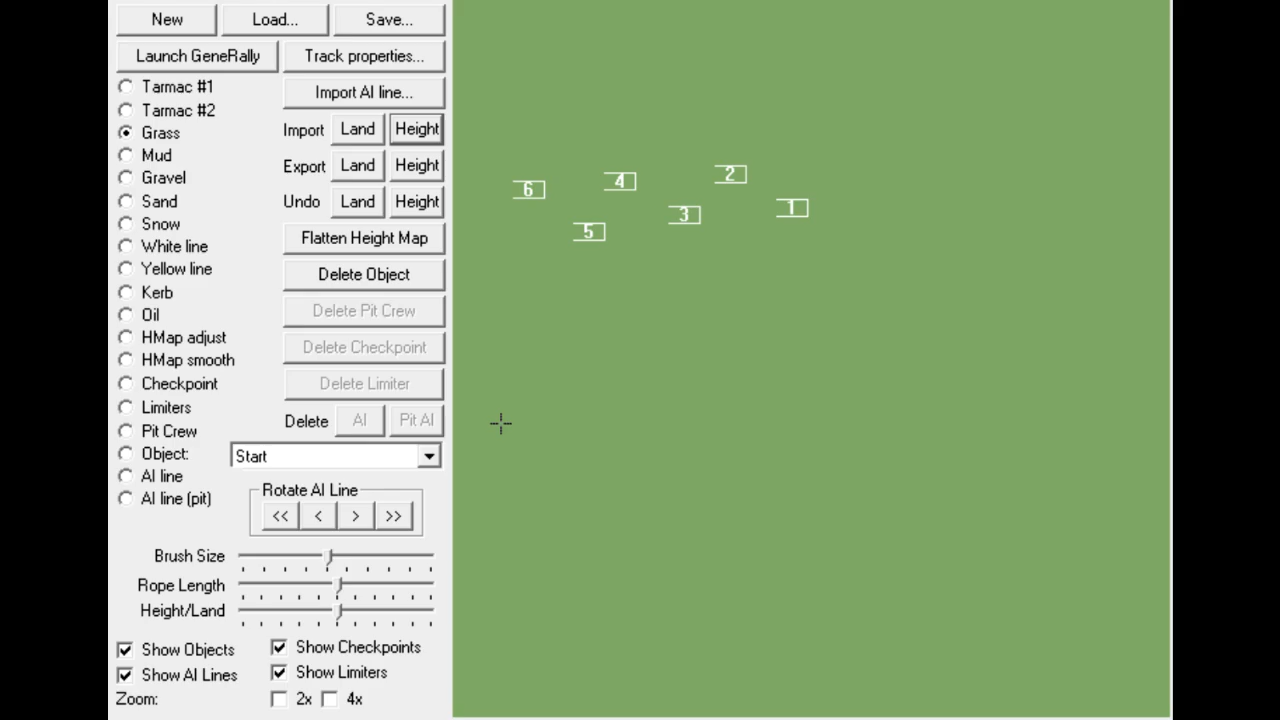 New Load... Save...
Launch GeneRally Track properties...
Tarmac #1
Import AI line...
Tarmac #2
Import Land Height
Grass
Mud
Export Land Height
Gravel
Sand
Undo Land Height
Snow
Flatten Height Map
White line
Yellow line
Delete Object
Kerb
Delete Pit Crew
Oil
HMap adjust
Delete Checkpoint
HMap smooth
Checkpoint
Delete Limiter
Limiters
Delete AI Pit AI
Pit Crew
Object: Start
AI line
AI line (pit)
Rotate AI Line
<< < > >>
Brush Size
Rope Length
Height/Land
Show Objects Show Checkpoints
Show AI Lines Show Limiters
Zoom: 2x 4x
6 4 2
5 3 1